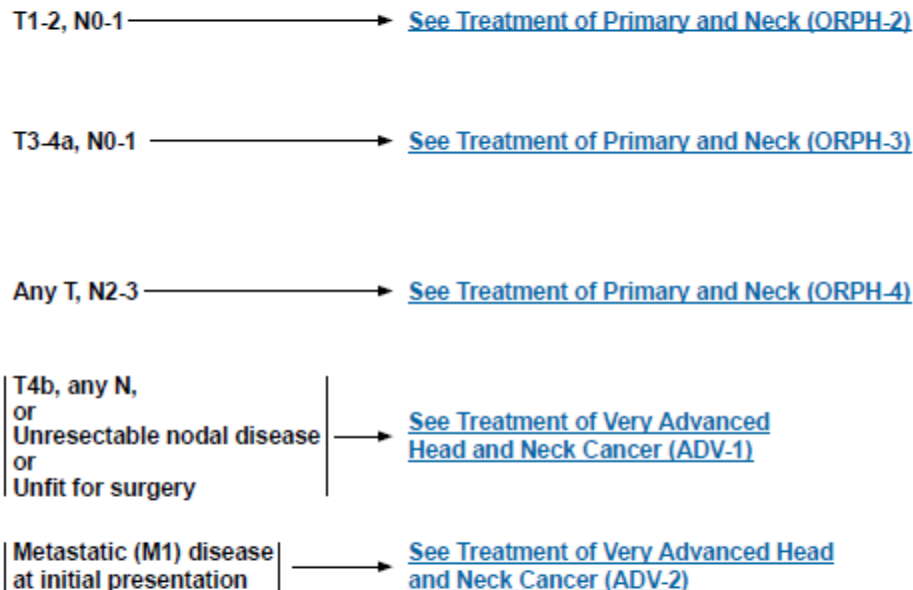 T1-2, N0-1
See Treatment of Primary and Neck (ORPH-2)
T3-4a, N0-1
See Treatment of Primary and Neck (ORPH-3)
Any T, N2-3
See Treatment of Primary and Neck (ORPH-4)
T4b, any N,
or
Unresectable nodal disease
or
Unfit for surgery
See Treatment of Very Advanced
Head and Neck Cancer (ADV-1)
Metastatic (M1) disease
at initial presentation
See Treatment of Very Advanced Head
and Neck Cancer (ADV-2)